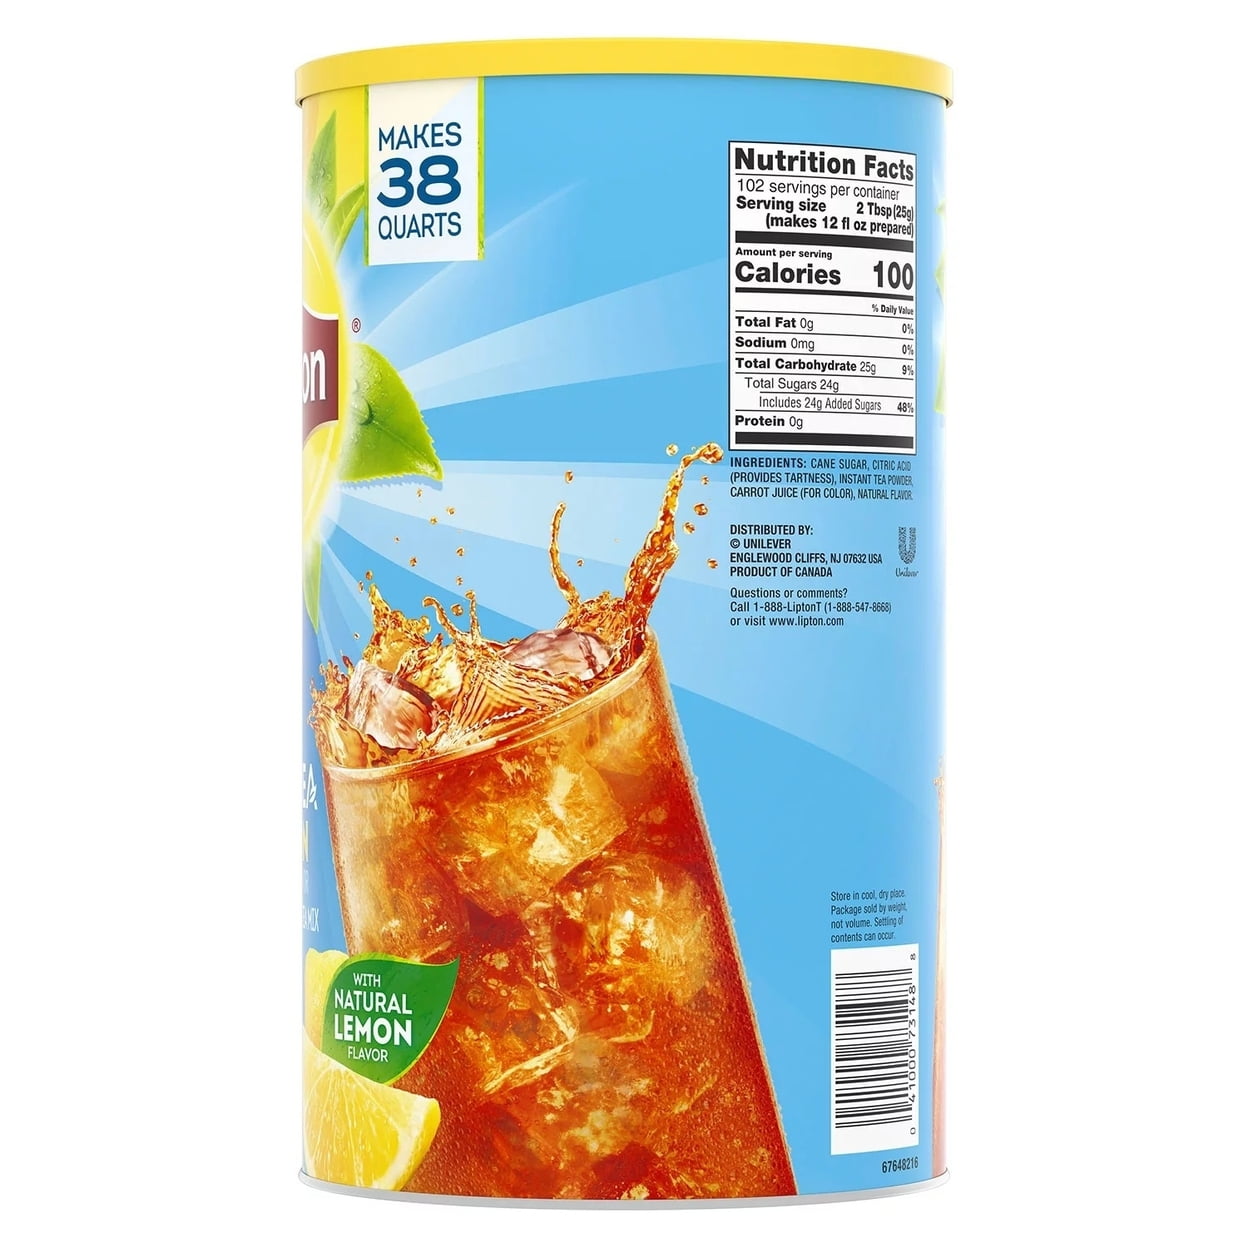 MAKES
38
QUARTS
®
on
EA
N
IR
EA MIX
WITH
NATURAL
LEMON
FLAVOR
Nutrition Facts
102 servings per container
Serving size 2 Tbsp (25g)
(makes 12 fl oz prepared)
Amount per serving
Calories 100
% Daily Value
Total Fat 0g 0%
Sodium 0mg 0%
Total Carbohydrate 25g 9%
Total Sugars 24g
Includes 24g Added Sugars 48%
Protein 0g
INGREDIENTS: CANE SUGAR, CITRIC ACID
(PROVIDES TARTNESS), INSTANT TEA POWDER,
CARROT JUICE (FOR COLOR), NATURAL FLAVOR.
DISTRIBUTED BY:
© UNILEVER
ENGLEWOOD CLIFFS, NJ 07632 USA
PRODUCT OF CANADA
Unilever
Questions or comments?
Call 1-888-LiptonT (1-888-547-8668)
or visit www.lipton.com
Store in cool, dry place.
Package sold by weight,
not volume. Settling of
contents can occur.
0 41000 73148 8
67648216